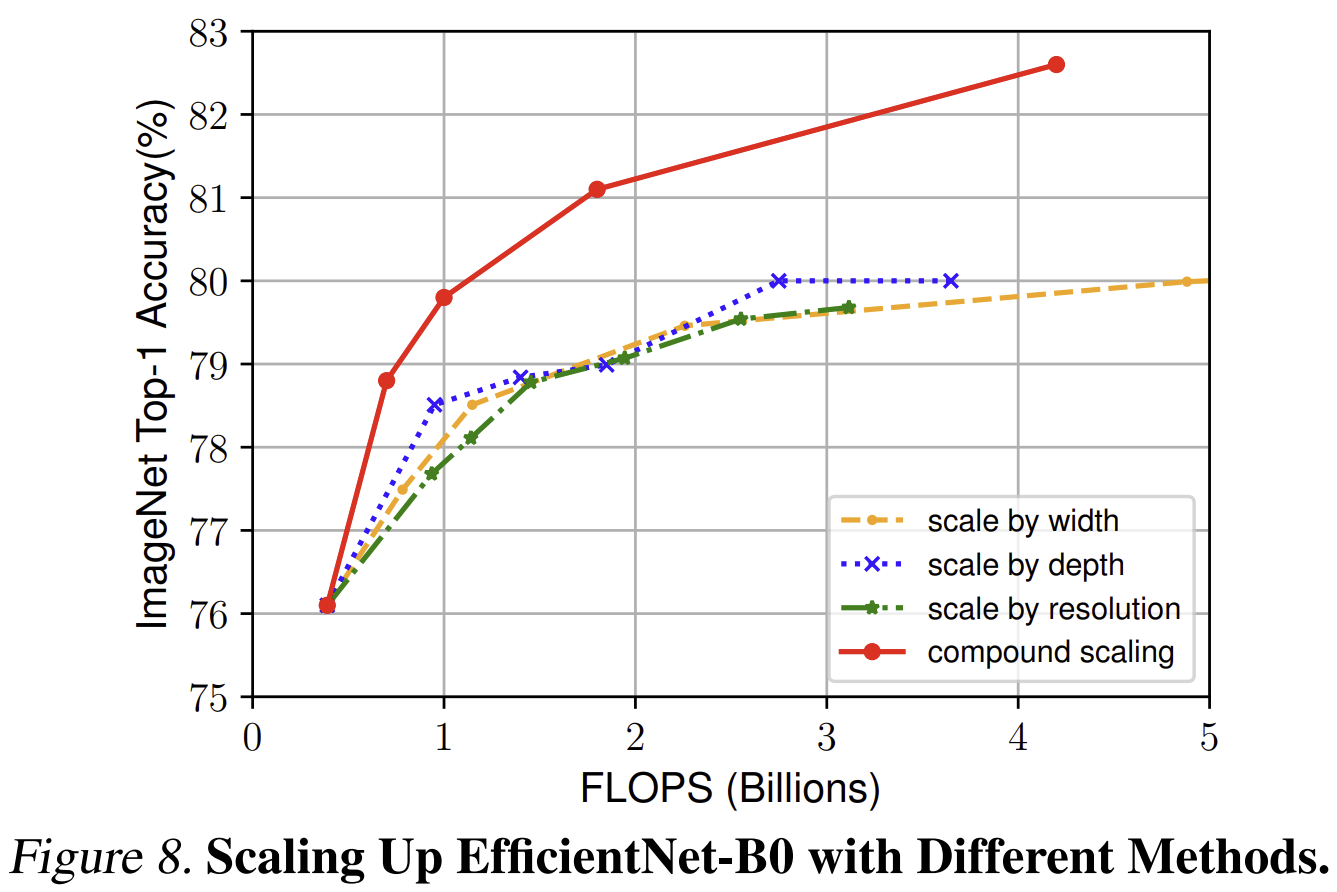 83
82
81
80
79
78
77
76
75
ImageNet Top-1 Accuracy(%)
scale by width
scale by depth
scale by resolution
compound scaling
0 1 2 3 4 5
FLOPS (Billions)
Figure 8. Scaling Up EfficientNet-B0 with Different Methods.